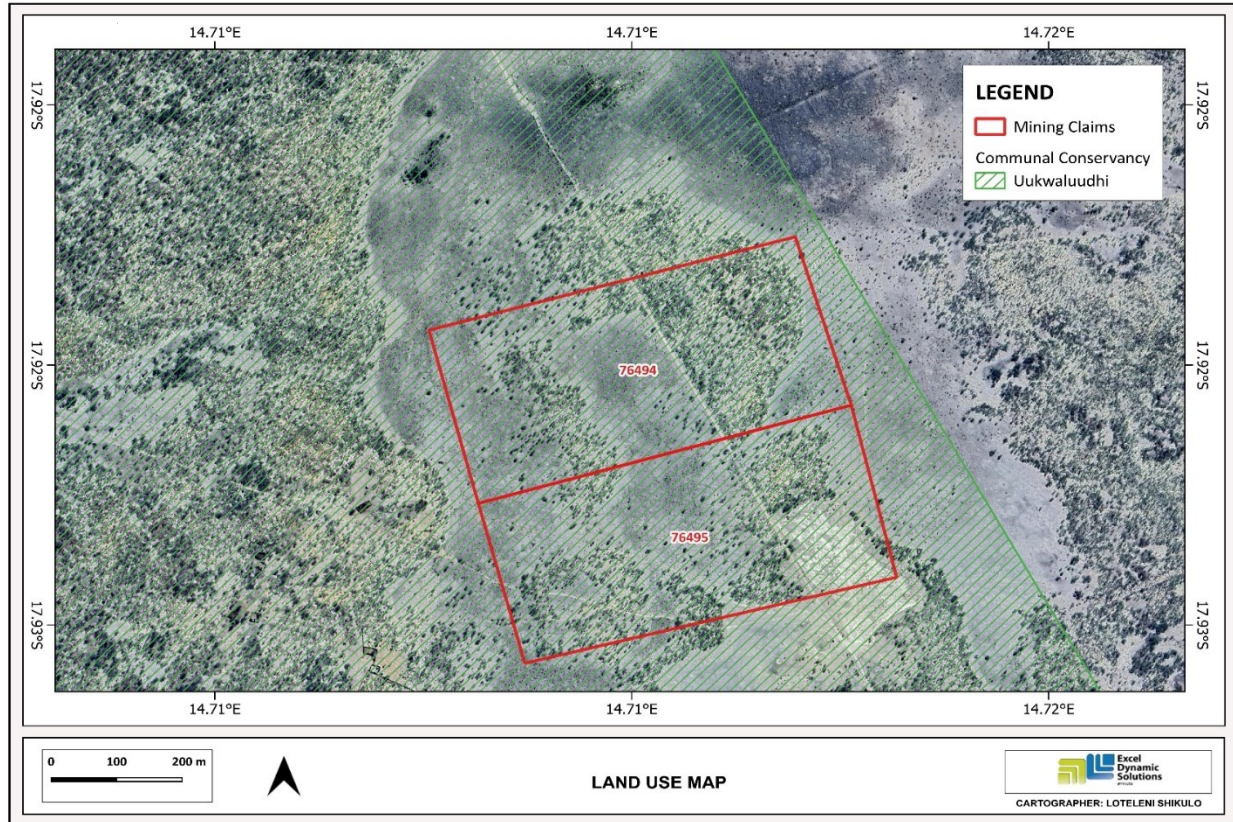 14.71°E
14.71°E
14.72°E
17.92°S
17.92°S
LEGEND
Mining Claims
Communal Conservancy
Uukwaluudhi
17.92°S
17.92°S
76494
76495
17.93°S
17.93°S
14.71°E
14.71°E
14.72°E
0 100 200 m
LAND USE MAP
Excel
Dynamic
Solutions
CARTOGRAPHER: LOTELENI SHIKULO